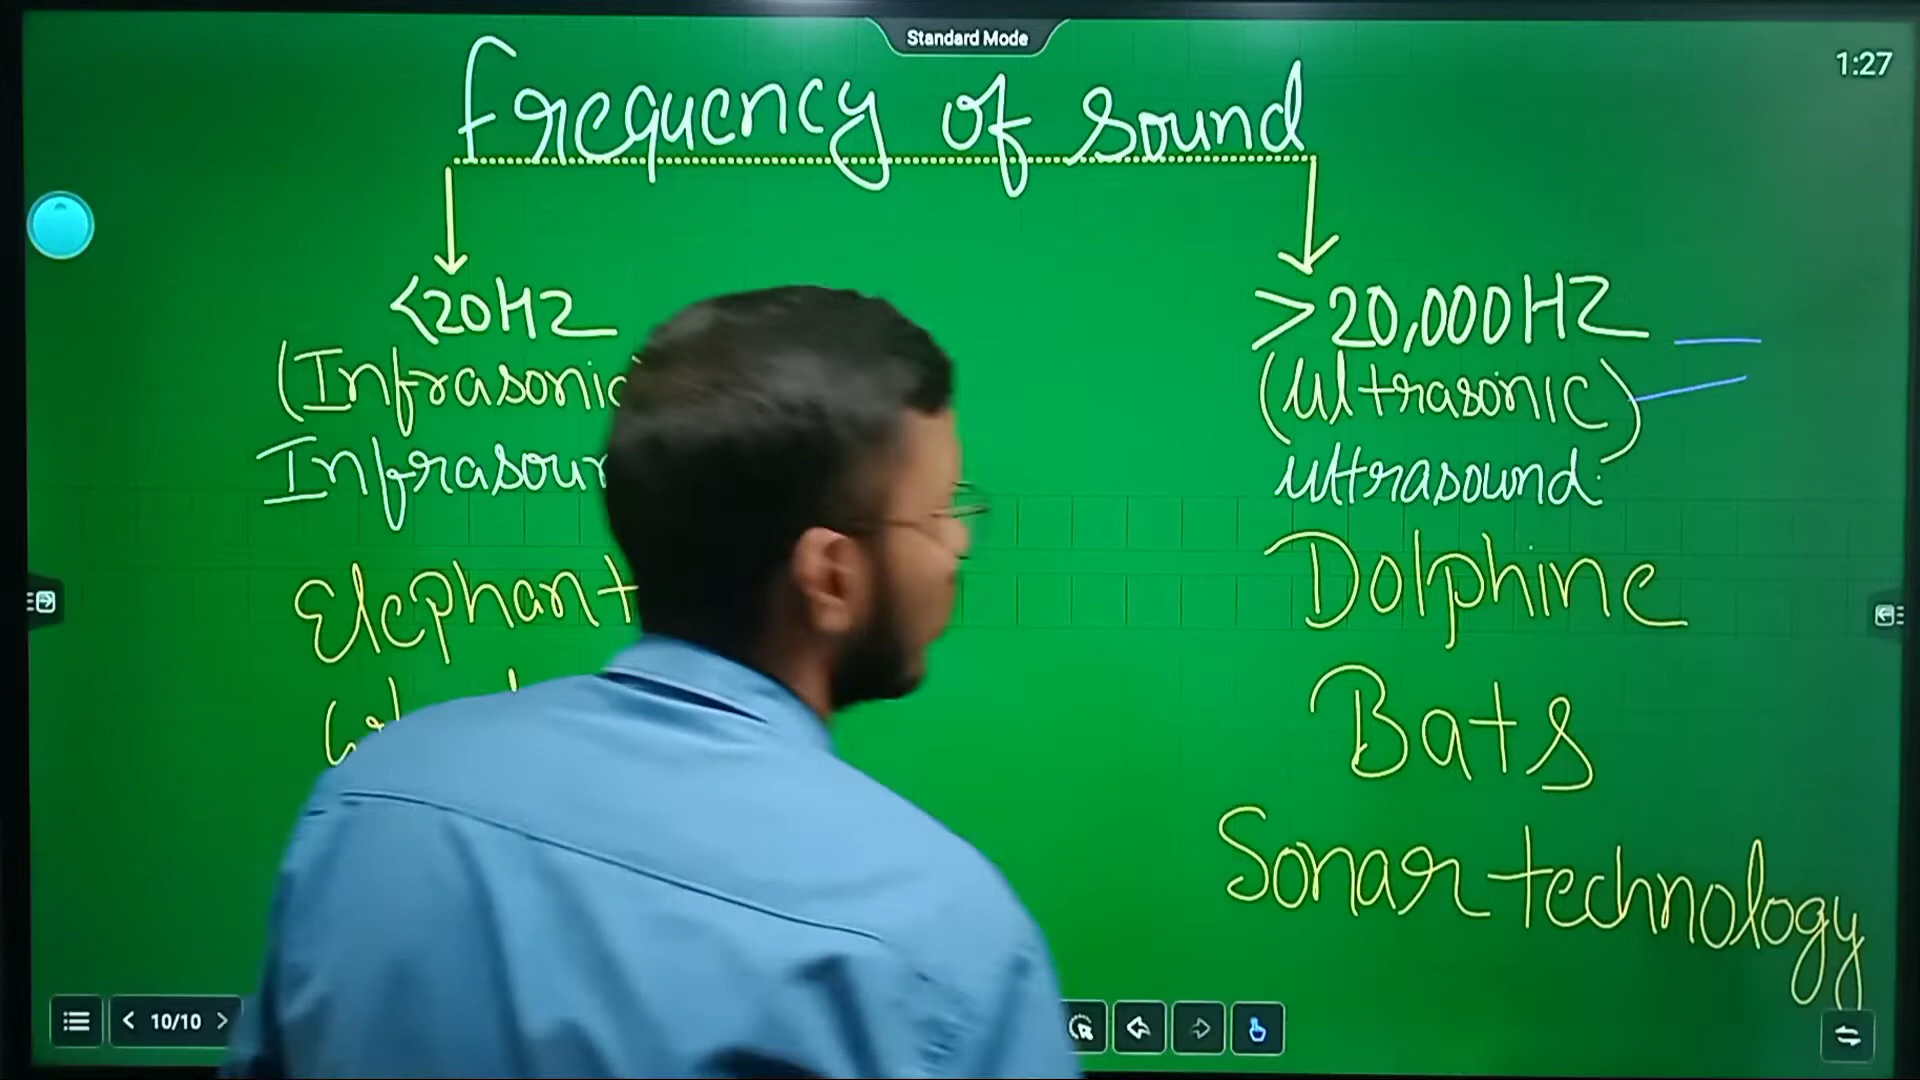 Standard Mode
1:27
frequency of sound
<20HZ
>20,000HZ
(Infrasonic
(Ultrasonic)
ultrasound
Elephant
Dolphine
Bats
Sonar technology
10/10